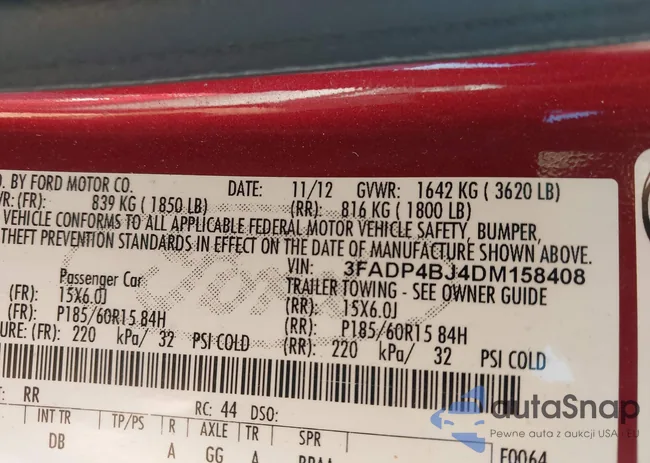 D. BY FORD MOTOR CO. DATE: 11/12 GVWR: 1642 KG ( 3620 LB)
VR: (FR): 839 KG ( 1850 LB) (RR): 816 KG ( 1800 LB)
VEHICLE CONFORMS TO ALL APPLICABLE FEDERAL MOTOR VEHICLE SAFETY, BUMPER,
THEFT PREVENTION STANDARDS IN EFFECT ON THE DATE OF MANUFACTURE SHOWN ABOVE.
VIN: 3FADP4BJ4DM158408
Passenger Car TRAILER TOWING - SEE OWNER GUIDE
(FR): 15X6.0J (RR): 15X6.0J
(FR): P185/60R15 84H (RR): P185/60R15 84H
URE: (FR): 220 kPa/ 32 PSI COLD (RR): 220 kPa/ 32 PSI COLD
T: RR RC: 44 DSO:
INT TR TP/PS R AXLE TR SPR
DB A GG A
F0064
autoSnap
Pewne auta z aukcji USA i EU